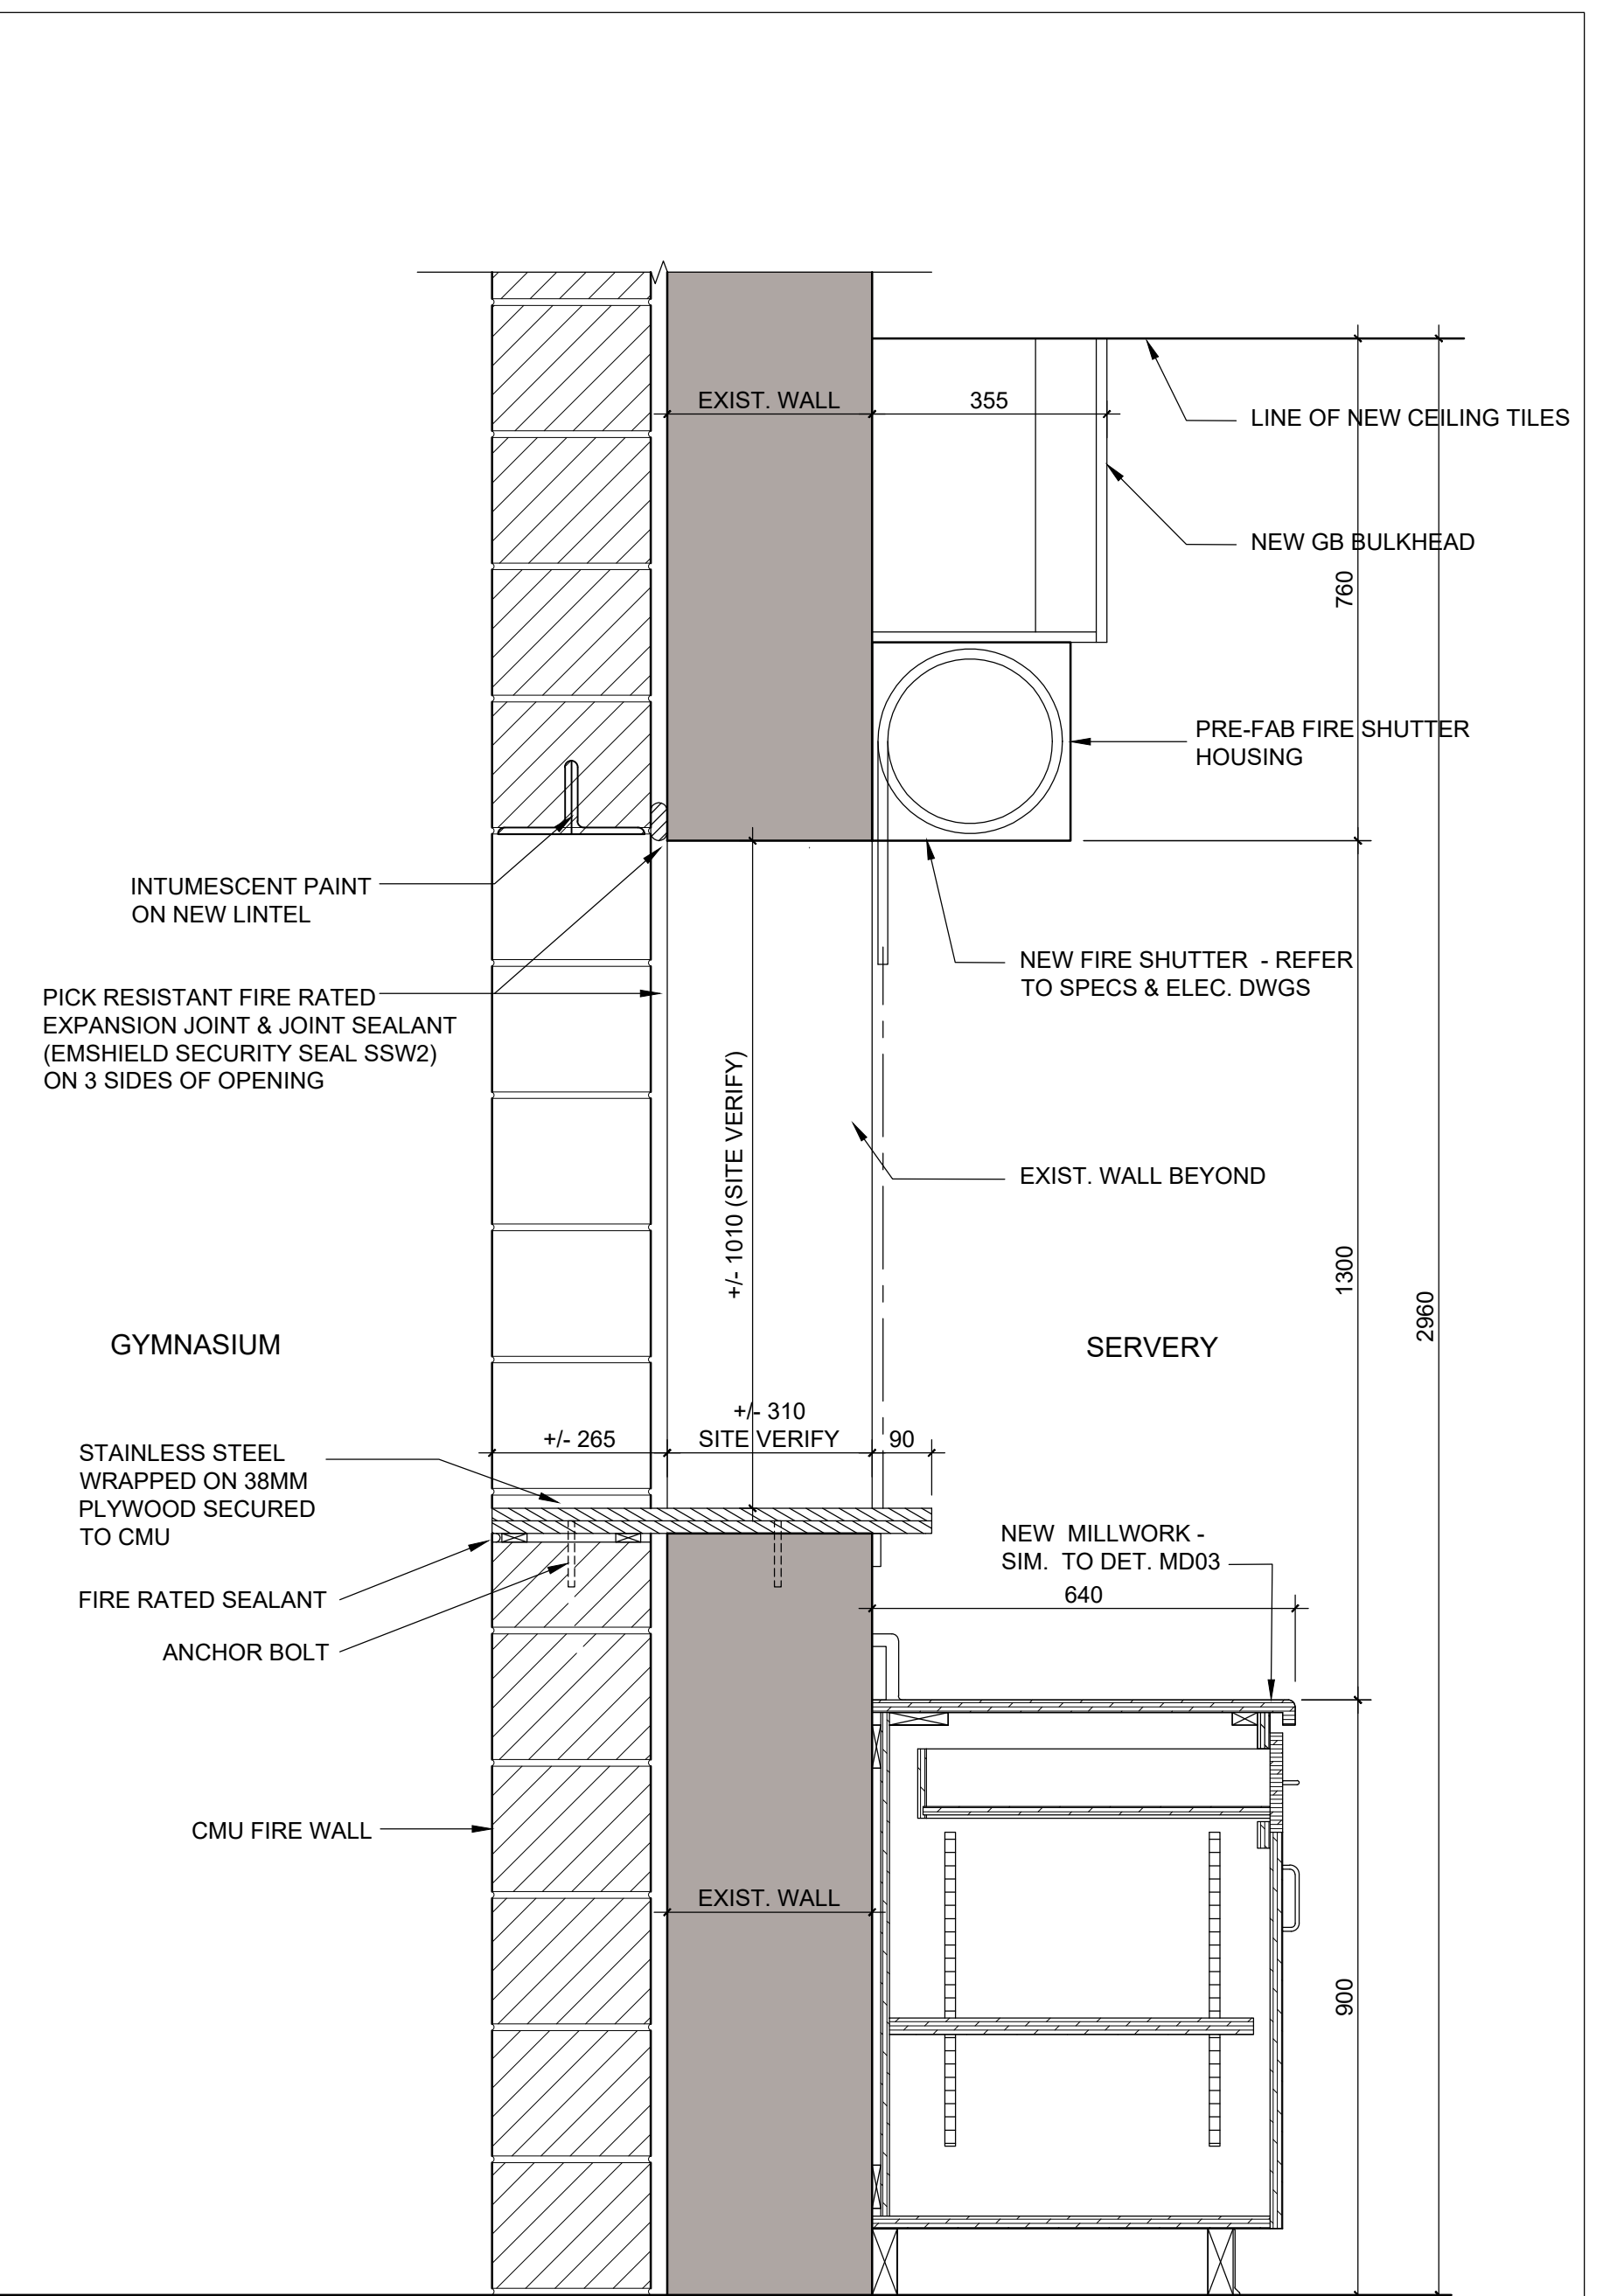 EXIST. WALL
355
LINE OF NEW CEILING TILES
NEW GB BULKHEAD
760
PRE-FAB FIRE SHUTTER
HOUSING
INTUMESCENT PAINT
ON NEW LINTEL
NEW FIRE SHUTTER - REFER
TO SPECS & ELEC. DWGS
PICK RESISTANT FIRE RATED
EXPANSION JOINT & JOINT SEALANT
(EMSHIELD SECURITY SEAL SSW2)
ON 3 SIDES OF OPENING
+/- 1010 (SITE VERIFY)
EXIST. WALL BEYOND
1300
2960
GYMNASIUM
SERVERY
+/- 265
+/- 310
SITE VERIFY
90
STAINLESS STEEL
WRAPPED ON 38MM
PLYWOOD SECURED
TO CMU
NEW MILLWORK -
SIM. TO DET. MD03
640
FIRE RATED SEALANT
ANCHOR BOLT
CMU FIRE WALL
EXIST. WALL
900